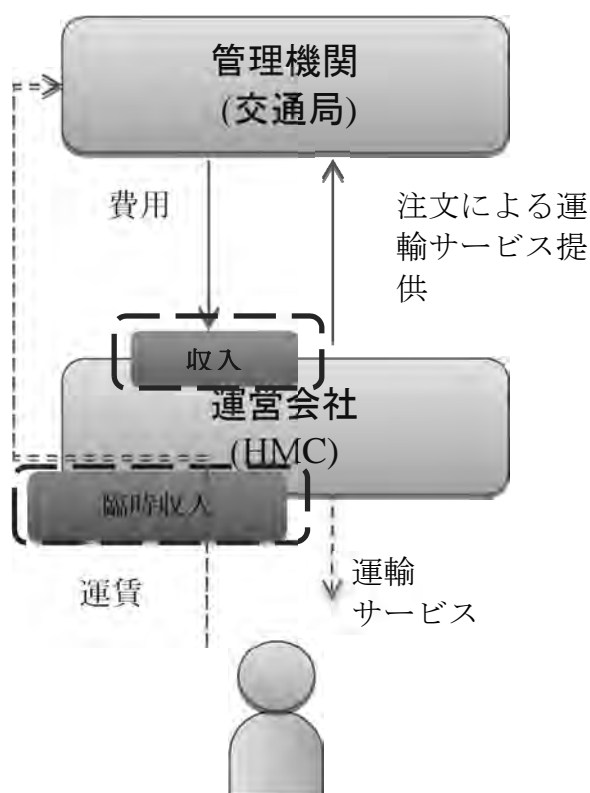 管理機関
(交通局)
費用
注文による運
輸サービス提
供
収入
運営会社
(HMC)
臨時収入
運賃
運輸
サービス